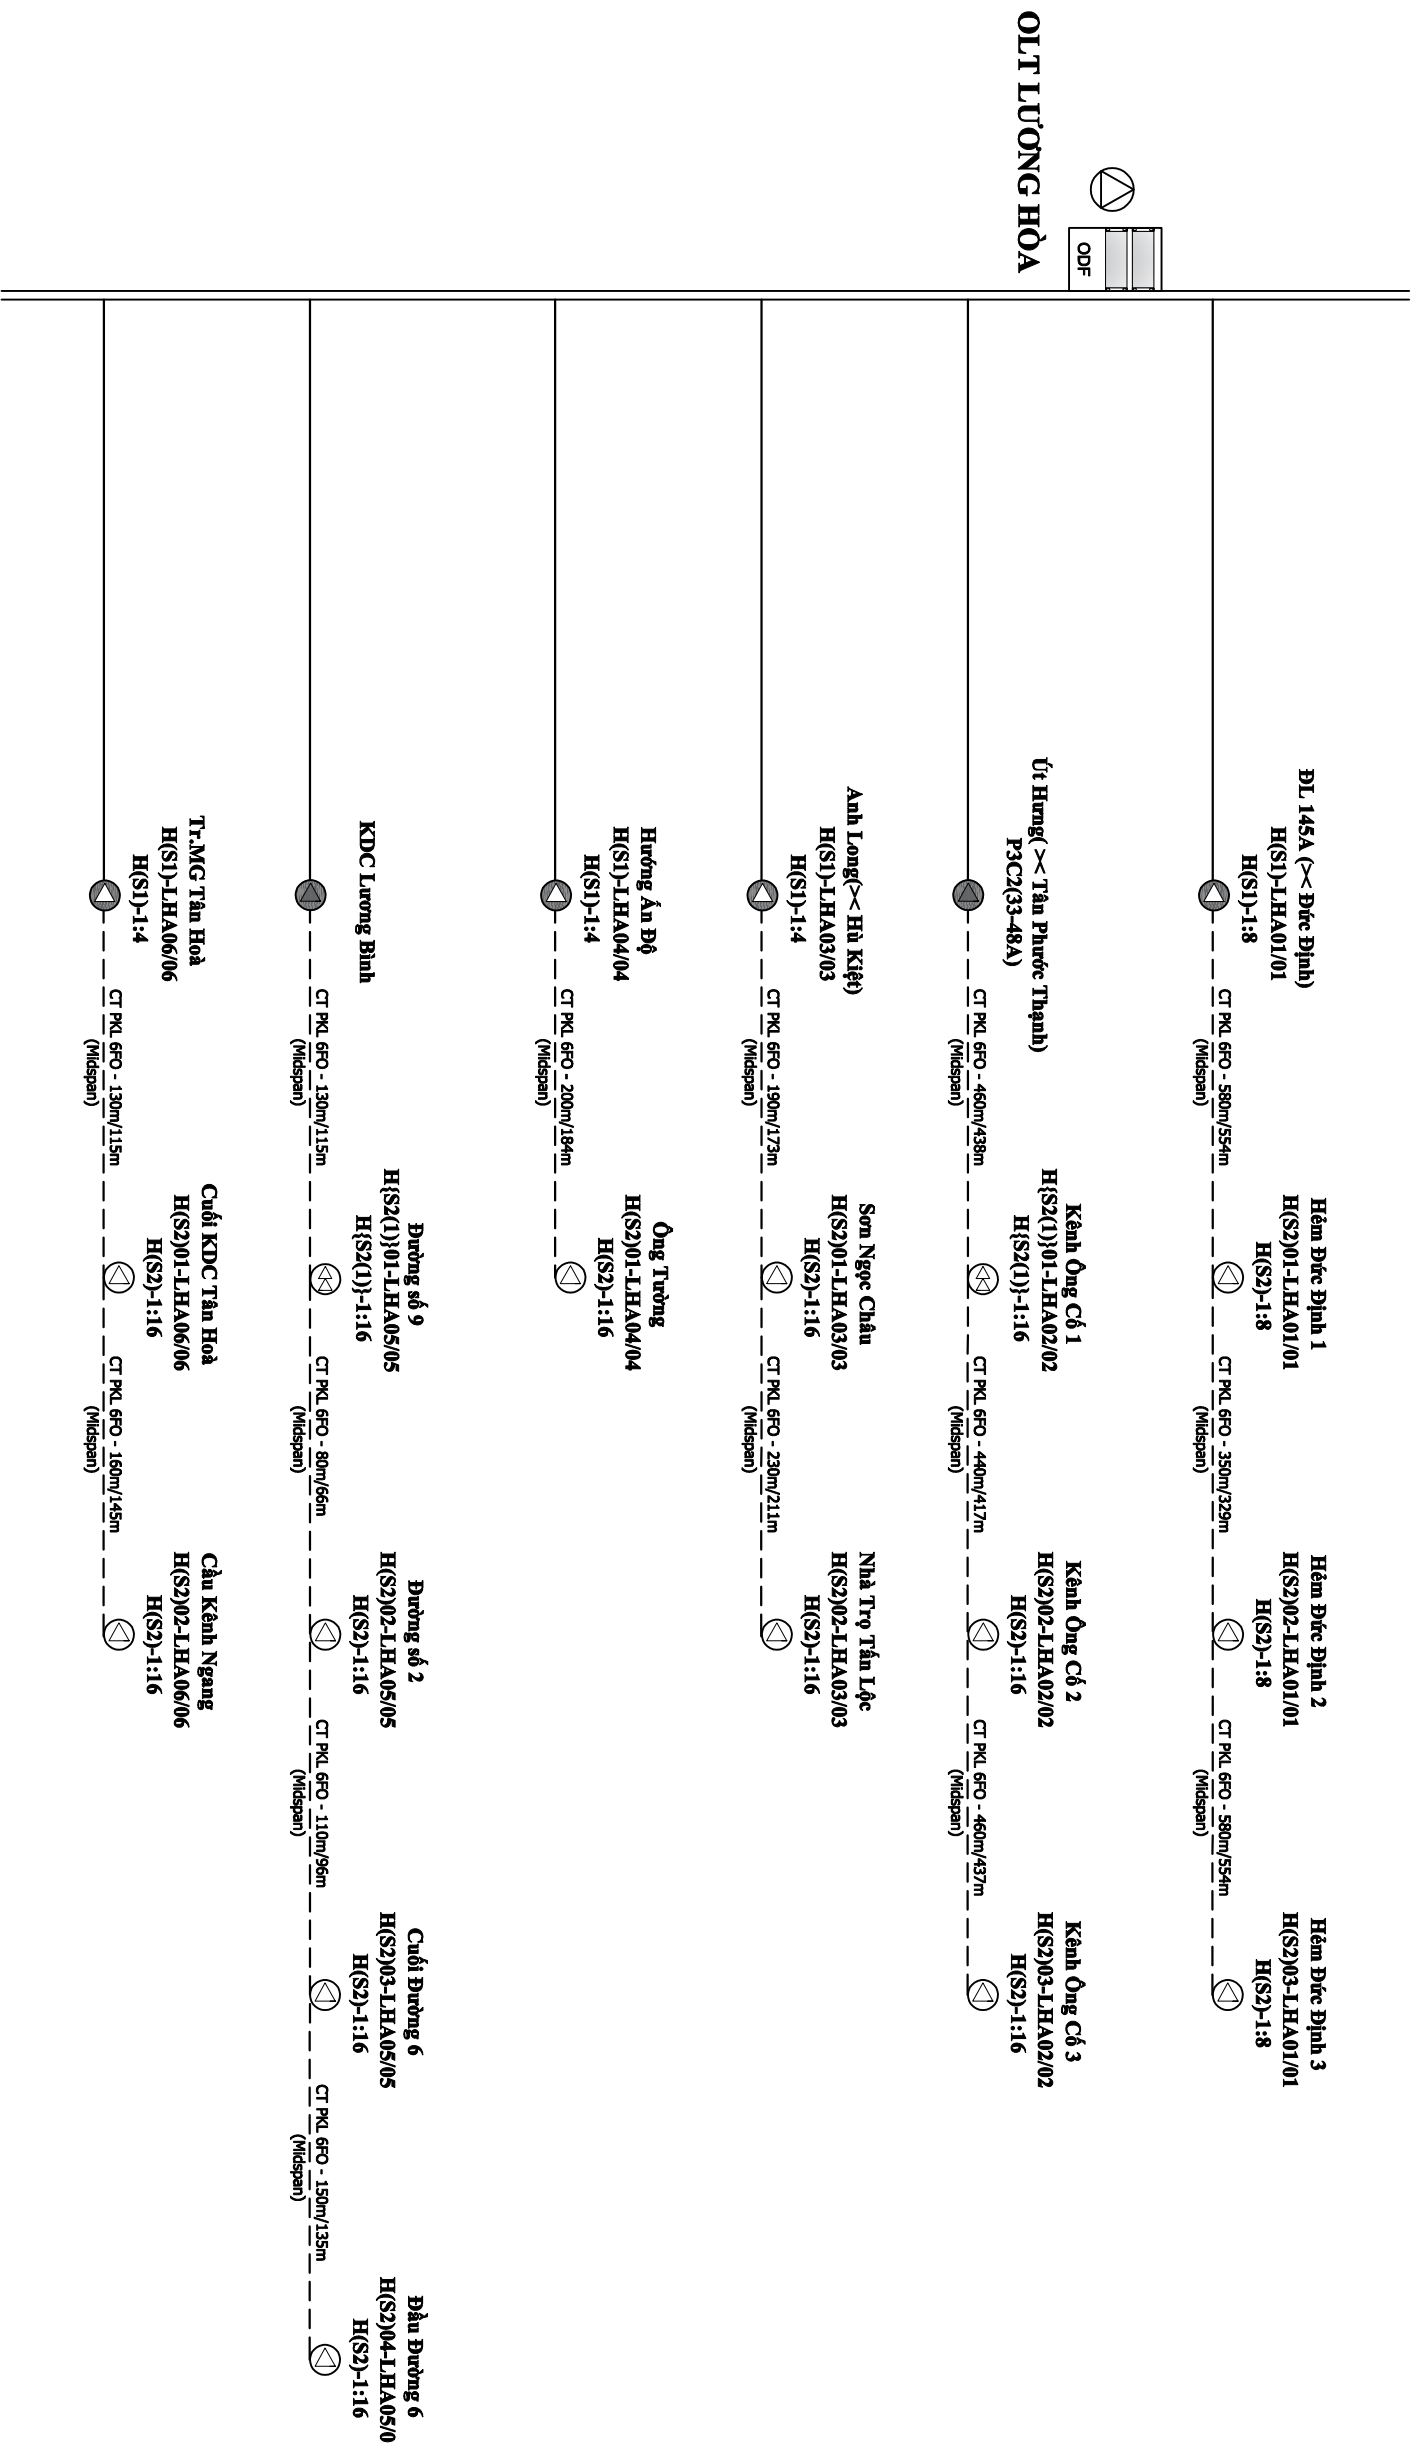 OLT LƯƠNG HÒA
ODF
ĐL 145A (>< Đức Định)
H(S1)-LHA01/01
H(S1)-1:8
CT PKL 6FO - 580m/554m
(Midspan)
Hẻm Đức Định 1
H(S2)01-LHA01/01
H(S2)-1:8
CT PKL 6FO - 350m/329m
(Midspan)
Hẻm Đức Định 2
H(S2)02-LHA01/01
H(S2)-1:8
CT PKL 6FO - 580m/554m
(Midspan)
Hẻm Đức Định 3
H(S2)03-LHA01/01
H(S2)-1:8
Út Hưng( >< Tân Phước Thạnh)
P3C2(33-48A)
CT PKL 6FO - 460m/438m
(Midspan)
Kênh Ông Cố 1
H{S2(1)}01-LHA02/02
H{S2(1)}-1:16
CT PKL 6FO - 440m/417m
(Midspan)
Kênh Ông Cố 2
H(S2)02-LHA02/02
H(S2)-1:16
CT PKL 6FO - 460m/437m
(Midspan)
Kênh Ông Cố 3
H(S2)03-LHA02/02
H(S2)-1:16
Anh Long(>< Hù Kiệt)
H(S1)-LHA03/03
H(S1)-1:4
CT PKL 6FO - 190m/173m
(Midspan)
Sơn Ngọc Châu
H(S2)01-LHA03/03
H(S2)-1:16
CT PKL 6FO - 230m/211m
(Midspan)
Nhà Trọ Tấn Lộc
H(S2)02-LHA03/03
H(S2)-1:16
Hướng Ấn Độ
H(S1)-LHA04/04
H(S1)-1:4
CT PKL 6FO - 200m/184m
(Midspan)
Ông Tường
H(S2)01-LHA04/04
H(S2)-1:16
KDC Lương Bình
CT PKL 6FO - 130m/115m
(Midspan)
Đường số 9
H{S2(1)}01-LHA05/05
H{S2(1)}-1:16
CT PKL 6FO - 80m/66m
(Midspan)
Đường số 2
H(S2)02-LHA05/05
H(S2)-1:16
CT PKL 6FO - 110m/96m
(Midspan)
Cuối Đường 6
H(S2)03-LHA05/05
H(S2)-1:16
CT PKL 6FO - 150m/135m
(Midspan)
Đầu Đường 6
H(S2)04-LHA05/0
H(S2)-1:16
Tr.MG Tân Hoà
H(S1)-LHA06/06
H(S1)-1:4
CT PKL 6FO - 130m/115m
(Midspan)
Cuối KDC Tân Hoà
H(S2)01-LHA06/06
H(S2)-1:16
CT PKL 6FO - 160m/145m
(Midspan)
Cầu Kênh Ngang
H(S2)02-LHA06/06
H(S2)-1:16